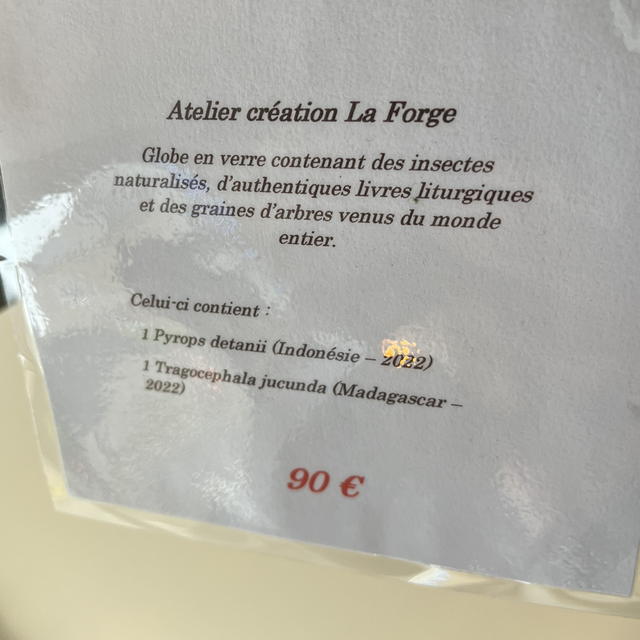 Atelier création La Forge
Globe en verre contenant des insectes
naturalisés, d'authentiques livres liturgiques
et des graines d'arbres venus du monde
entier.
Celui-ci contient :
1 Pyrops detanii (Indonésie – 2022)
1 Tragocephala jucunda (Madagascar –
2022)
90 €